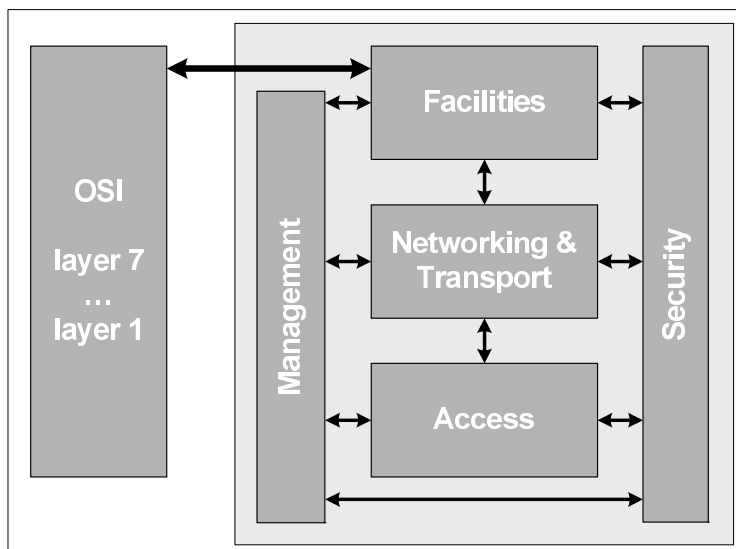 OSI
layer 7
...
layer 1
Management
Facilities
Networking &
Transport
Access
Security